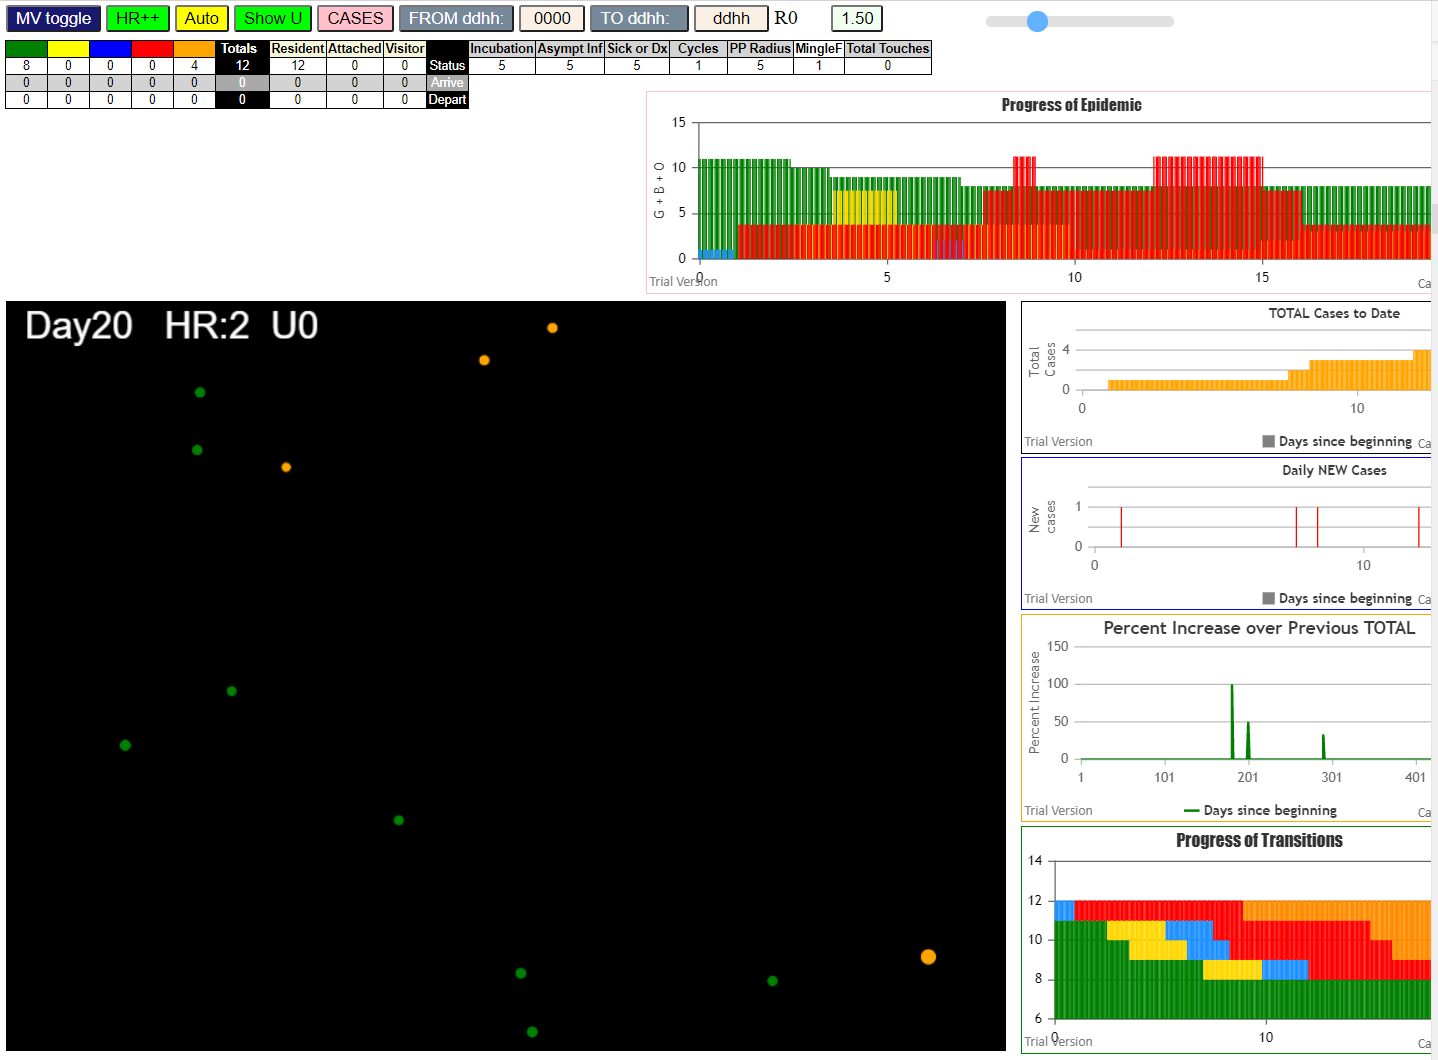 MV toggle HR++ Auto Show U CASES FROM ddhh: 0000 TO ddhh: ddhh R0 1.50
Totals Resident Attached Visitor Incubation Asympt Inf Sick or Dx Cycles PP Radius MingleF Total Touches
8 0 0 0 4 12 12 0 0 Status 5 5 5 1 5 1 0
0 0 0 0 0 0 0 0 0 Arrive
0 0 0 0 0 0 0 0 0 Depart
Progress of Epidemic
G + B + O
15
10
5
0
0 5 10 15
Trial Version Ca
Day20 HR:2 U0
TOTAL Cases to Date
Total
Cases
4
0
0 10
Days since beginning
Trial Version Ca
Daily NEW Cases
New
cases
1
0
0 10
Days since beginning
Trial Version Ca
Percent Increase over Previous TOTAL
Percent Increase
150
100
50
0
1 101 201 301 401
Days since beginning
Trial Version Ca
Progress of Transitions
14
12
10
8
6
0 10
Trial Version Ca